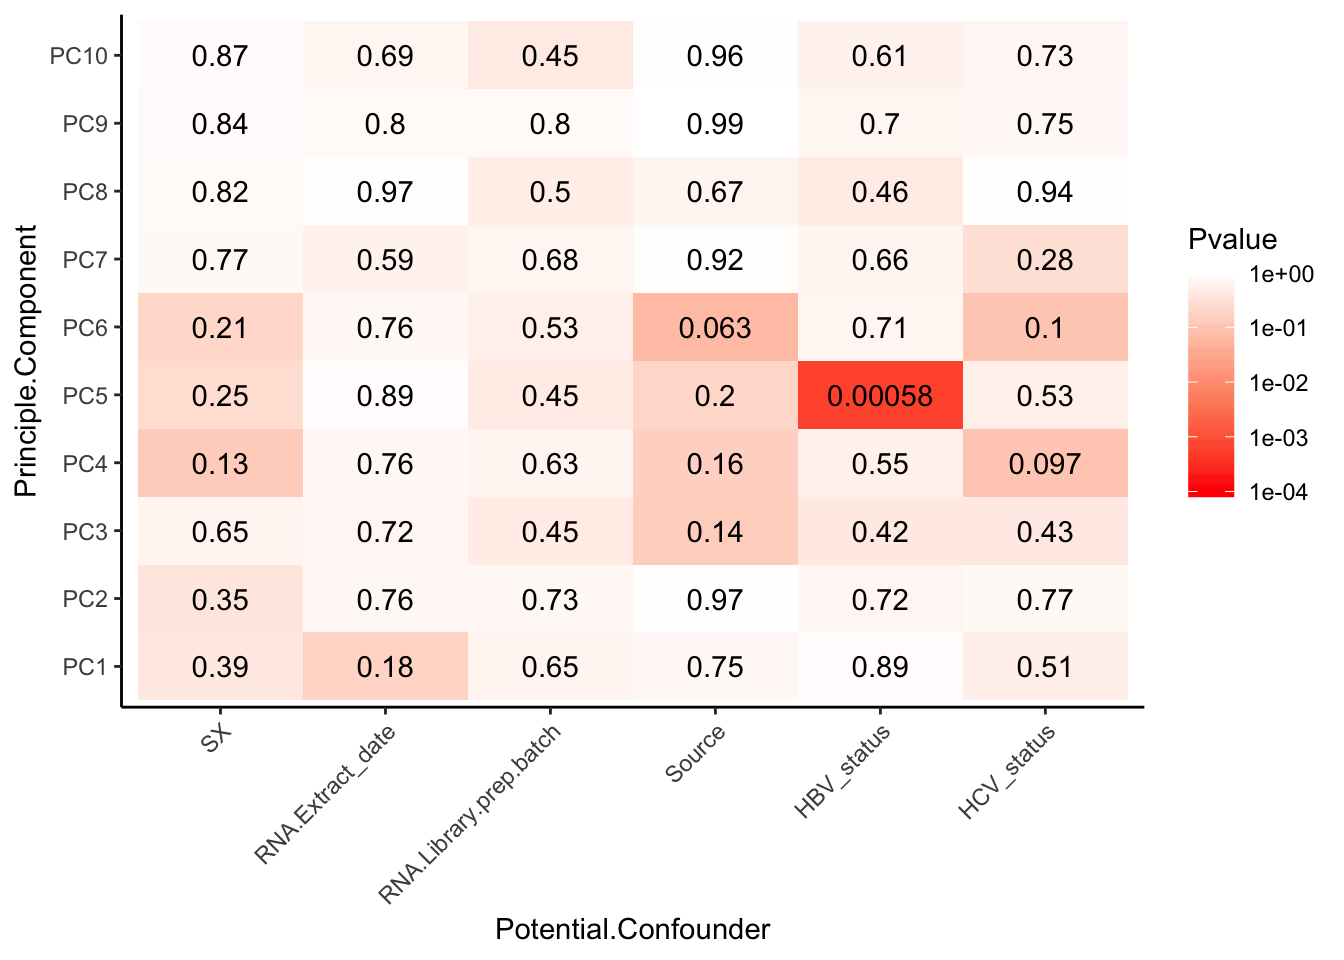 PC10 0.87 0.69 0.45 0.96 0.61 0.73
PC9 0.84 0.8 0.8 0.99 0.7 0.75
PC8 0.82 0.97 0.5 0.67 0.46 0.94
PC7 0.77 0.59 0.68 0.92 0.66 0.28
PC6 0.21 0.76 0.53 0.063 0.71 0.1
PC5 0.25 0.89 0.45 0.2 0.00058 0.53
PC4 0.13 0.76 0.63 0.16 0.55 0.097
PC3 0.65 0.72 0.45 0.14 0.42 0.43
PC2 0.35 0.76 0.73 0.97 0.72 0.77
PC1 0.39 0.18 0.65 0.75 0.89 0.51
Principle.Component
SX
RNA.Extract_date
RNA.Library.prep.batch
Source
HBV_status
HCV_status
Potential.Confounder
Pvalue
1e+00
1e-01
1e-02
1e-03
1e-04